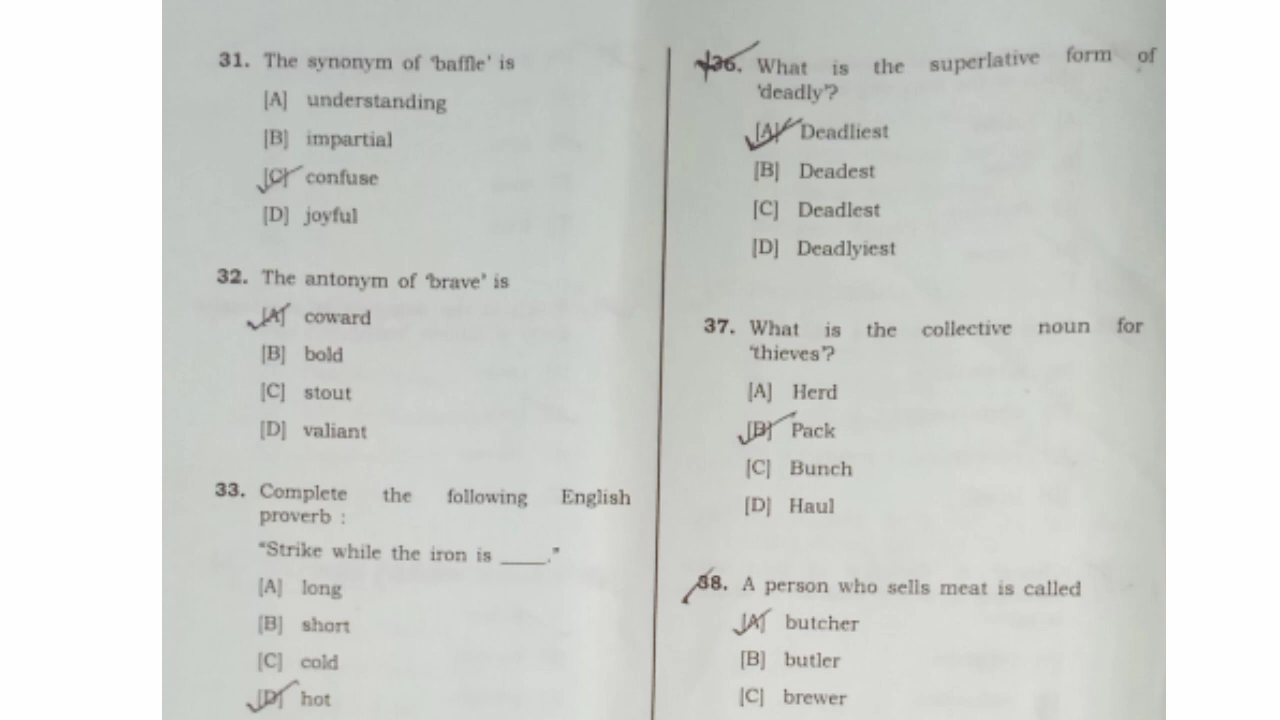 31. The synonym of 'baffle' is
[A] understanding
[B] impartial
[C] confuse
[D] joyful
32. The antonym of 'brave' is
[A] coward
[B] bold
[C] stout
[D] valiant
33. Complete the following English
proverb :
"Strike while the iron is ____."
[A] long
[B] short
[C] cold
[D] hot
36. What is the superlative form of
'deadly'?
[A] Deadliest
[B] Deadest
[C] Deadlest
[D] Deadlyiest
37. What is the collective noun for
'thieves'?
[A] Herd
[B] Pack
[C] Bunch
[D] Haul
38. A person who sells meat is called
[A] butcher
[B] butler
[C] brewer